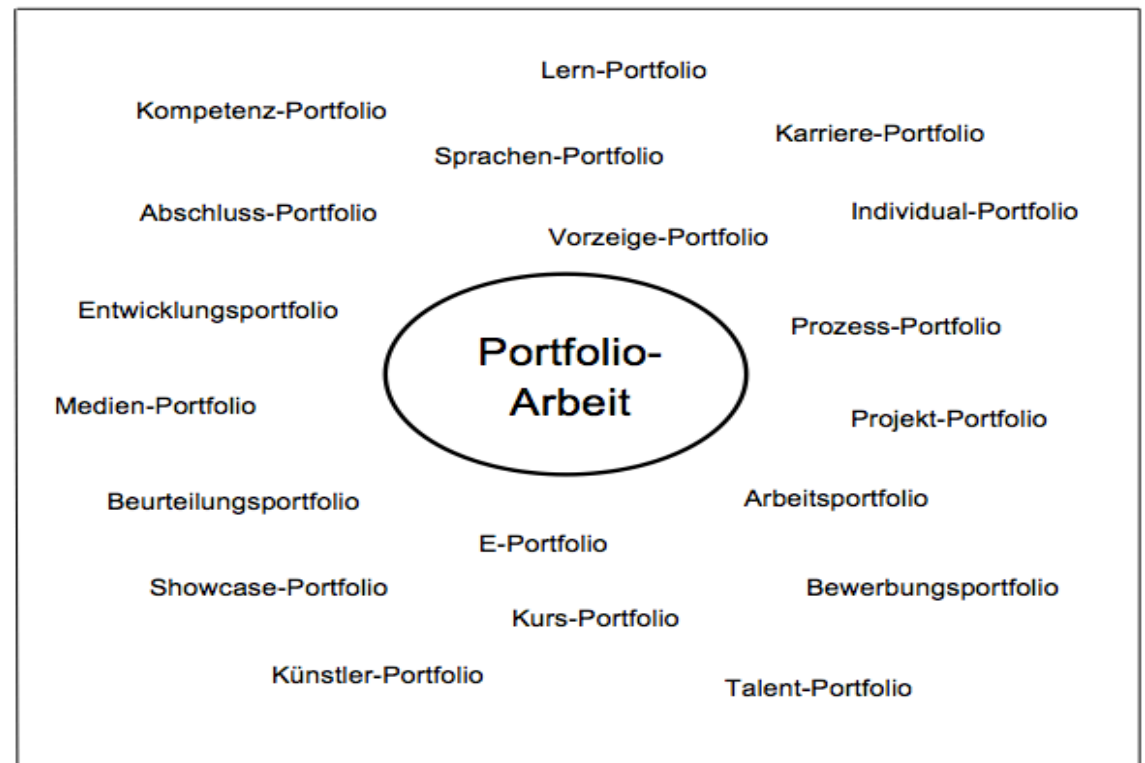 Lern-Portfolio
Kompetenz-Portfolio
Karriere-Portfolio
Sprachen-Portfolio
Abschluss-Portfolio
Individual-Portfolio
Vorzeige-Portfolio
Entwicklungsportfolio
Prozess-Portfolio
Portfolio-
Arbeit
Medien-Portfolio
Projekt-Portfolio
Beurteilungsportfolio
Arbeitsportfolio
E-Portfolio
Showcase-Portfolio
Bewerbungsportfolio
Kurs-Portfolio
Künstler-Portfolio
Talent-Portfolio